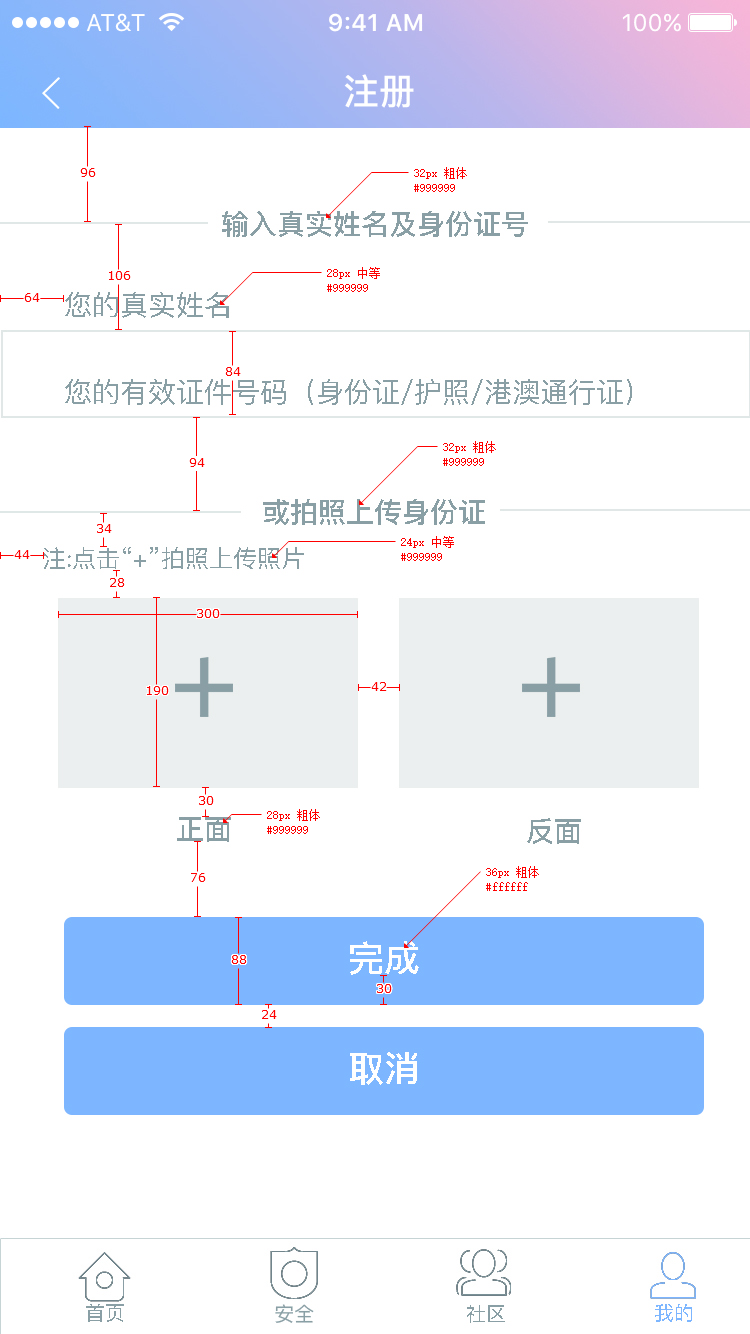 AT&T 9:41 AM 100%
注册
96
32px 粗体
#999999
输入真实姓名及身份证号
106
28px 中等
#999999
64
您的真实姓名
84
您的有效证件号码（身份证/护照/港澳通行证）
94
32px 粗体
#999999
或拍照上传身份证
34
24px 中等
#999999
44
注:点击“+”拍照上传照片
28
300
190
42
30
28px 粗体
#999999
正面
反面
76
36px 粗体
#ffffff
88
完成
30
24
取消
首页 安全 社区 我的